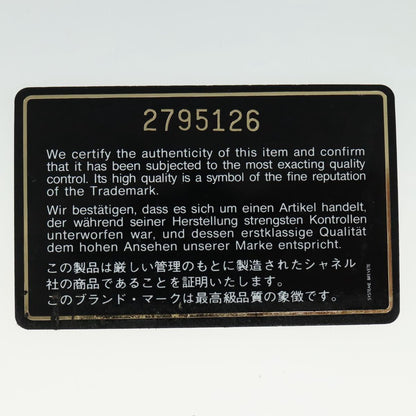 2795126
We certify the authenticity of this item and confirm
that it has been subjected to the most exacting quality
control. Its high quality is a symbol of the fine reputation
of the Trademark.
Wir bestätigen, dass es sich um einen Artikel handelt,
der während seiner Herstellung strengsten Kontrollen
unterworfen war, und dessen erstklassige Qualität
dem hohen Ansehen unserer Marke entspricht.
この製品は厳しい管理のもとに製造されたシャネル
社の商品であることを証明いたします。
このブランド・マークは最高級品質の象徴です。
SYSTEME BREVETE